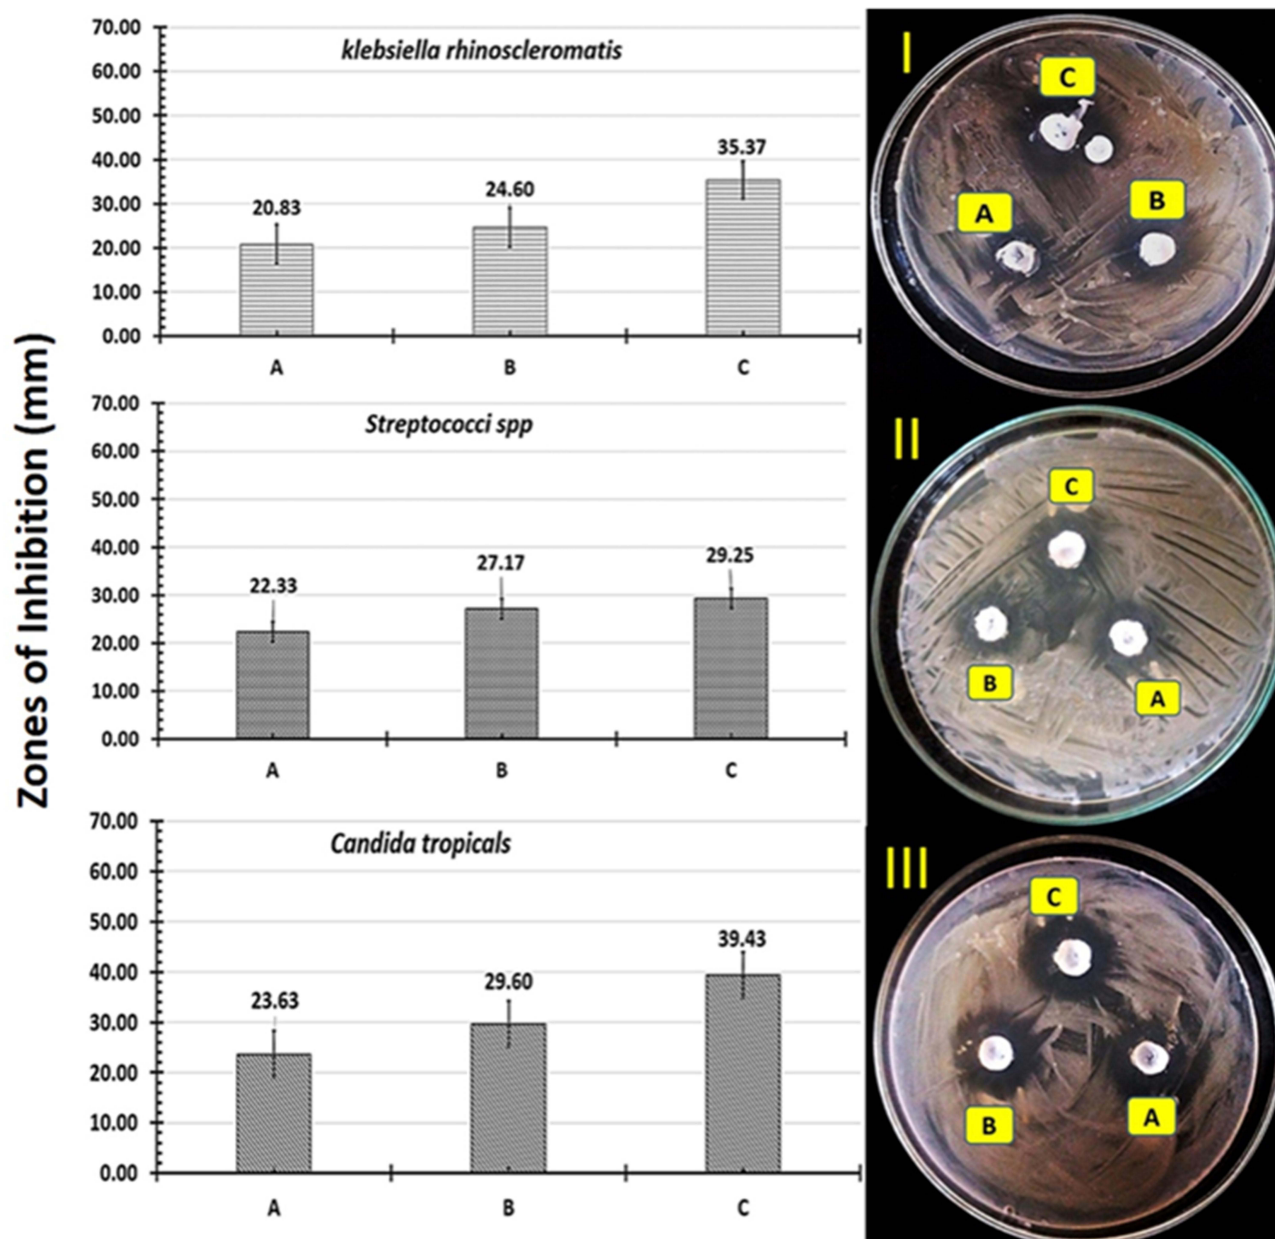 Zones of Inhibition (mm)
klebsiella rhinoscleromatis
70.00
60.00
50.00
40.00
30.00
20.00
10.00
0.00
20.83
24.60
35.37
A
B
C
Streptococci spp
70.00
60.00
50.00
40.00
30.00
20.00
10.00
0.00
22.33
27.17
29.25
A
B
C
Candida tropicals
70.00
60.00
50.00
40.00
30.00
20.00
10.00
0.00
23.63
29.60
39.43
A
B
C
I
C
A
B
II
C
B
A
III
C
B
A